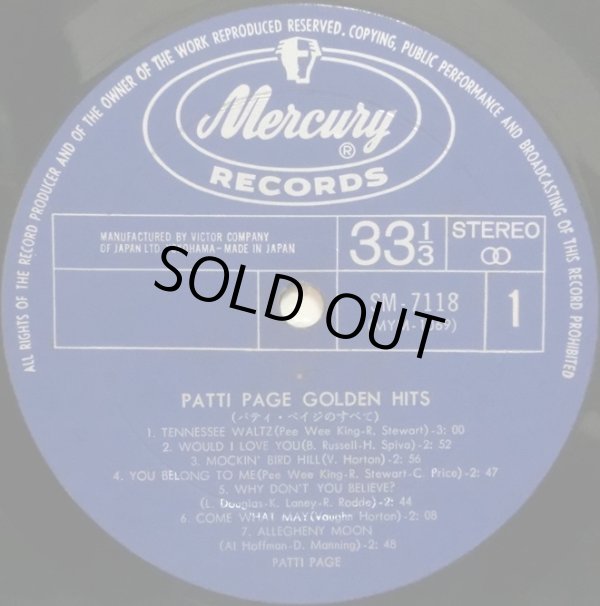 ALL RIGHTS OF THE RECORD PRODUCER AND OF THE OWNER OF THE WORK REPRODUCED RESERVED. COPYING, PUBLIC PERFORMANCE AND BROADCASTING OF THIS RECORD PROHIBITED
Mercury ®
RECORDS
MANUFACTURED BY VICTOR COMPANY
OF JAPAN LTD. YOKOHAMA - MADE IN JAPAN
33 1/3
STEREO
SOLD OUT
SM-7118
1
PATTI PAGE GOLDEN HITS
(パティ・ペイジのすべて)
1. TENNESSEE WALTZ (Pee Wee King-R. Stewart)-3: 00
2. WOULD I LOVE YOU (B. Russell-H. Spiva)-2: 52
3. MOCKIN' BIRD HILL (V. Horton)-2: 56
4. YOU BELONG TO ME (Pee Wee King-R. Stewart-C. Price)-2: 47
5. WHY DON'T YOU BELIEVE?
(L. Douglas-K. Laney-R. Rodde)-2: 44
6. COME WHAT MAY (Vaughn Horton)-2: 08
7. ALLEGHENY MOON
(Al Hoffman-D. Manning)-2: 48
PATTI PAGE